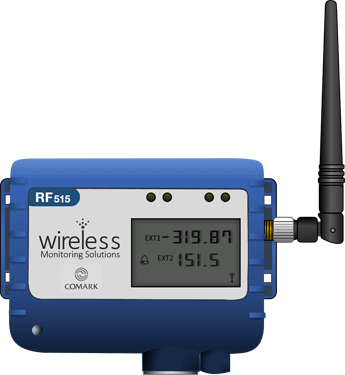 RF515
wireless
Monitoring Solutions
COMARK
EXT1 -319.87
EXT2 151.5